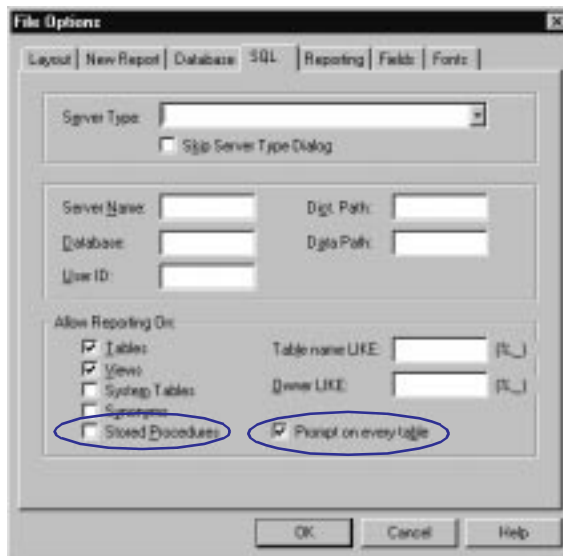 File Options
Layout New Report Database SQL Reporting Fields Fonts
Server Type:
Skip Server Type Dialog
Server Name: Dict. Path:
Database: Data Path:
User ID:
Allow Reporting On:
Tables Table name LIKE: (%_)
Views
System Tables Owner LIKE: (%_)
Synonyms
Stored Procedures Prompt on every table
OK Cancel Help